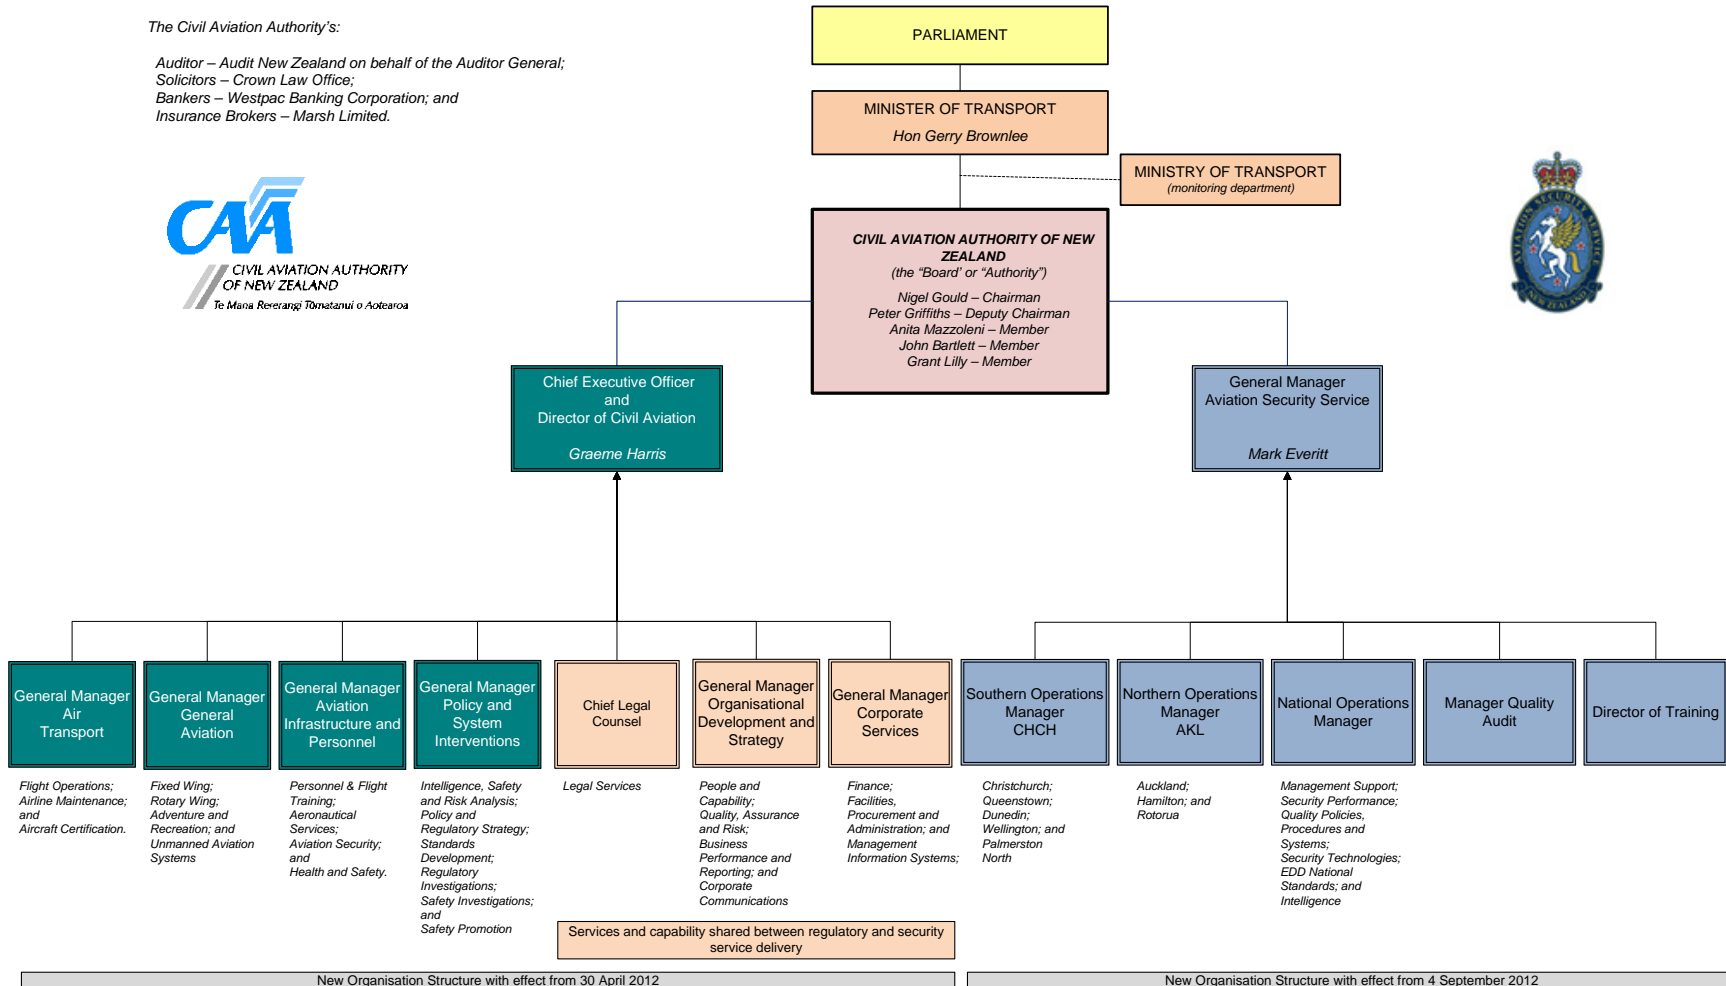 The Civil Aviation Authority's:
Auditor – Audit New Zealand on behalf of the Auditor General;
Solicitors – Crown Law Office;
Bankers – Westpac Banking Corporation; and
Insurance Brokers – Marsh Limited.
PARLIAMENT
MINISTER OF TRANSPORT
Hon Gerry Brownlee
MINISTRY OF TRANSPORT
(monitoring department)
CAA
CIVIL AVIATION AUTHORITY
OF NEW ZEALAND
Te Mana Rererangi Tūmatanui o Aotearoa
AVIATION SECURITY SERVICE
NEW ZEALAND
CIVIL AVIATION AUTHORITY OF NEW
ZEALAND
(the "Board' or "Authority")
Nigel Gould – Chairman
Peter Griffiths – Deputy Chairman
Anita Mazzoleni – Member
John Bartlett – Member
Grant Lilly – Member
Chief Executive Officer
and
Director of Civil Aviation
Graeme Harris
General Manager
Aviation Security Service
Mark Everitt
General Manager
Air
Transport
General Manager
General
Aviation
General Manager
Aviation
Infrastructure and
Personnel
General Manager
Policy and
System
Interventions
Chief Legal
Counsel
General Manager
Organisational
Development and
Strategy
General Manager
Corporate
Services
Southern Operations
Manager
CHCH
Northern Operations
Manager
AKL
National Operations
Manager
Manager Quality
Audit
Director of Training
Flight Operations;
Airline Maintenance;
and
Aircraft Certification.
Fixed Wing;
Rotary Wing;
Adventure and
Recreation; and
Unmanned Aviation
Systems
Personnel & Flight
Training;
Aeronautical
Services;
Aviation Security;
and
Health and Safety.
Intelligence, Safety
and Risk Analysis;
Policy and
Regulatory Strategy;
Standards
Development;
Regulatory
Investigations;
Safety Investigations;
and
Safety Promotion
Legal Services
People and
Capability;
Quality, Assurance
and Risk;
Business
Performance and
Reporting; and
Corporate
Communications
Finance;
Facilities,
Procurement and
Administration; and
Management
Information Systems;
Christchurch;
Queenstown;
Dunedin;
Wellington; and
Palmerston
North
Auckland;
Hamilton; and
Rotorua
Management Support;
Security Performance;
Quality Policies,
Procedures and
Systems;
Security Technologies;
EDD National
Standards; and
Intelligence
Services and capability shared between regulatory and security
service delivery
New Organisation Structure with effect from 30 April 2012
New Organisation Structure with effect from 4 September 2012